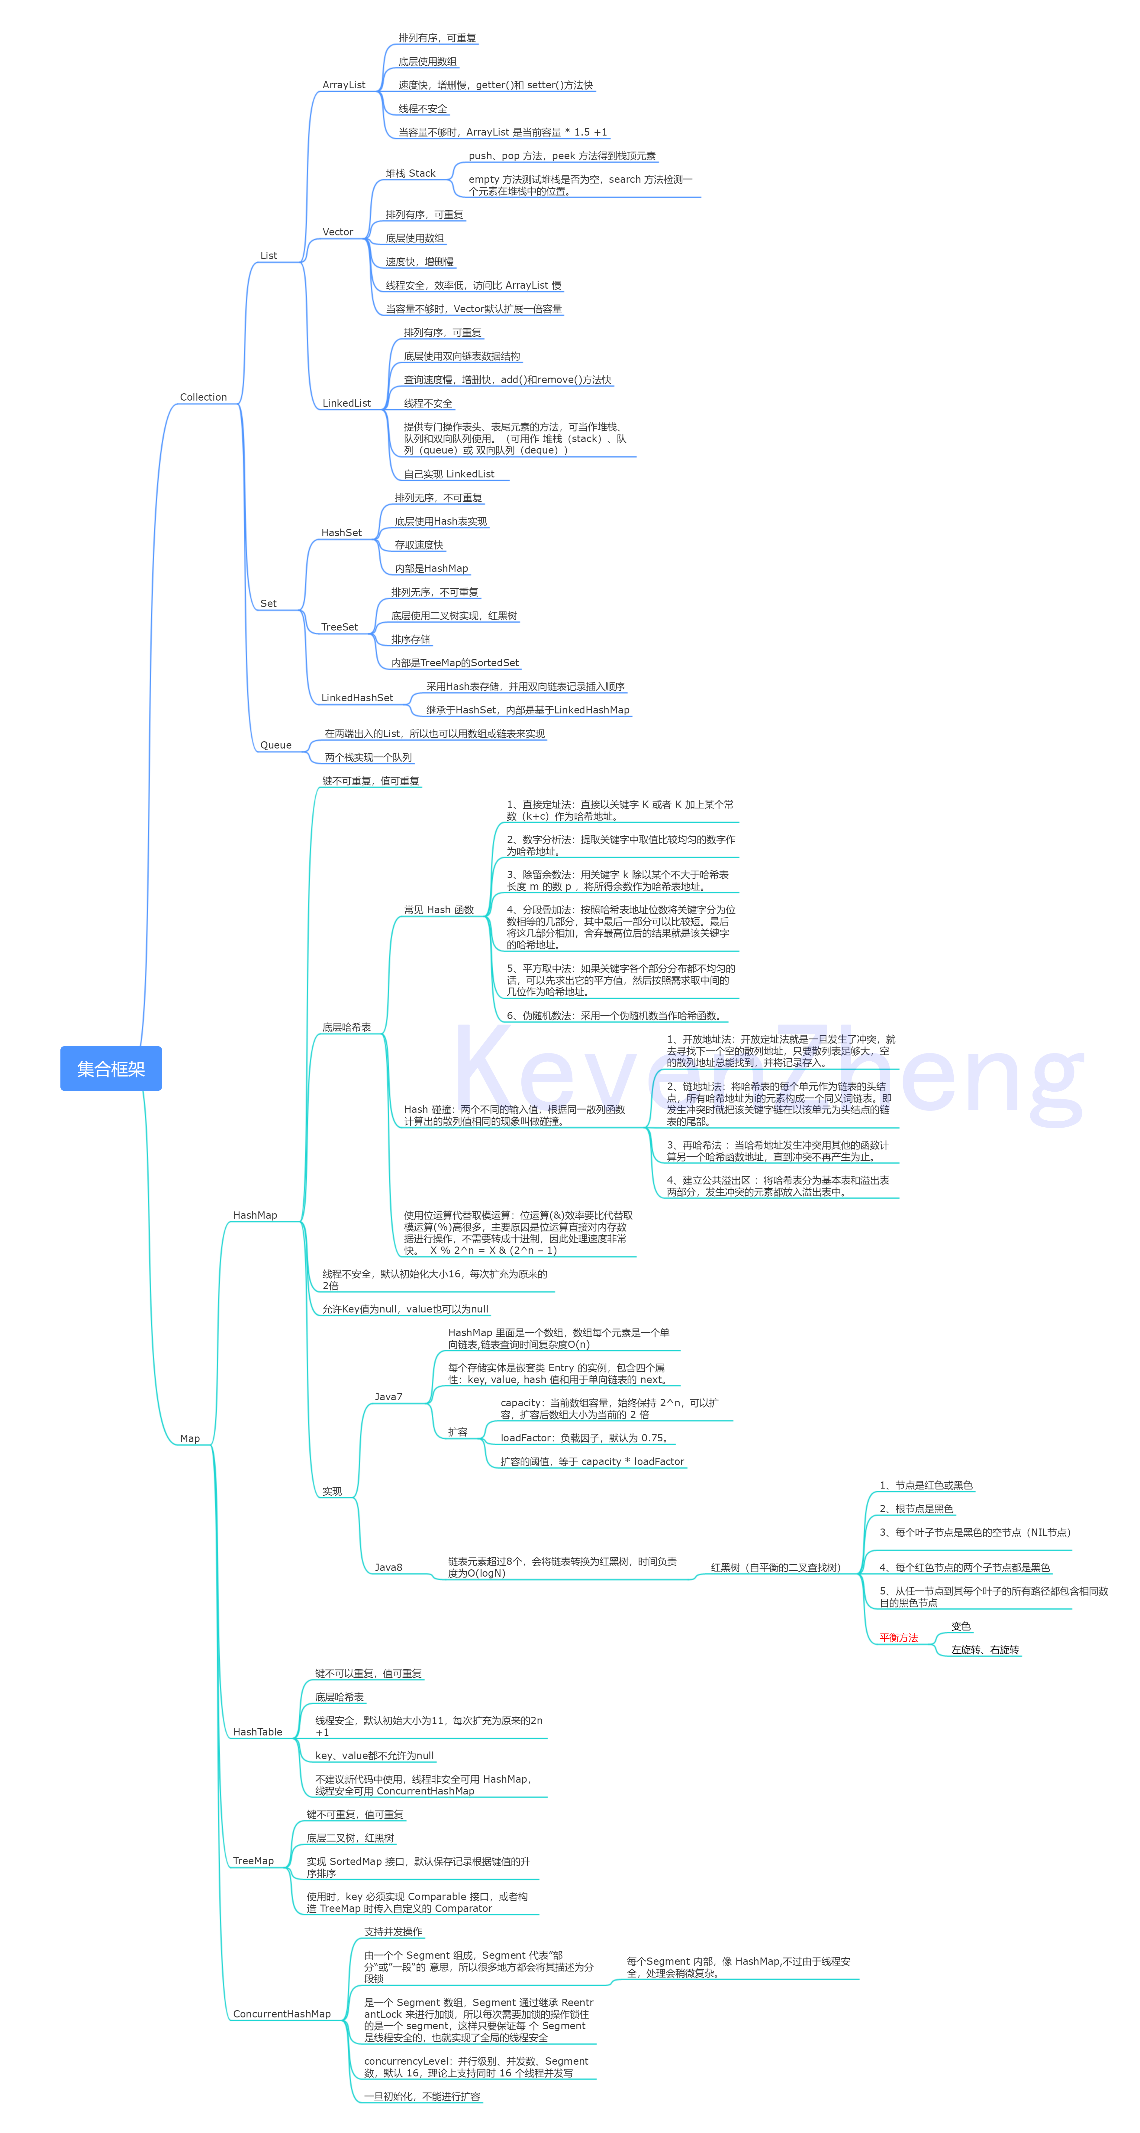 集合框架
Collection
List
ArrayList
排列有序，可重复
底层使用数组
速度快，增删慢，getter()和 setter()方法快
线程不安全
当容量不够时，ArrayList 是当前容量 * 1.5 +1
Vector
堆栈 Stack
push、pop 方法，peek 方法得到栈顶元素
empty 方法测试堆栈是否为空，search 方法检测一
个元素在堆栈中的位置。
排列有序，可重复
底层使用数组
速度快，增删慢
线程安全，效率低，访问比 ArrayList 慢
当容量不够时，Vector默认扩展一倍容量
LinkedList
排列有序，可重复
底层使用双向链表数据结构
查询速度慢，增删快，add()和remove()方法快
线程不安全
提供专门操作表头、表尾元素的方法，可当作堆栈、
队列和双向队列使用。（可用作 堆栈（stack）、队
列（queue）或 双向队列（deque））
自己实现 LinkedList
Set
HashSet
排列无序，不可重复
底层使用Hash表实现
存取速度快
内部是HashMap
TreeSet
排列无序，不可重复
底层使用二叉树实现，红黑树
排序存储
内部是TreeMap的SortedSet
LinkedHashSet
采用Hash表存储，并用双向链表记录插入顺序
继承于HashSet，内部是基于LinkedHashMap
Queue
在两端出入的List，所以也可以用数组或链表来实现
两个栈实现一个队列
Map
HashMap
键不可重复，值可重复
底层哈希表
常见 Hash 函数
1、直接定址法：直接以关键字 K 或者 K 加上某个常
数（k+c）作为哈希地址。
2、数字分析法：提取关键字中取值比较均匀的数字作
为哈希地址。
3、除留余数法：用关键字 k 除以某个不大于哈希表
长度 m 的数 p ，将所得余数作为哈希表地址。
4、分段叠加法：按照哈希表地址位数将关键字分为位
数相等的几部分，其中最后一部分可以比较短。最后
将这几部分相加，舍弃最高位后的结果就是该关键字
的哈希地址。
5、平方取中法：如果关键字各个部分分布都不均匀的
话，可以先求出它的平方值，然后按照需求取中间的
几位作为哈希地址。
6、伪随机数法：采用一个伪随机数当作哈希函数。
Hash 碰撞：两个不同的输入值，根据同一散列函数
计算出的散列值相同的现象叫做碰撞。
1、开放地址法：开放定址法就是一旦发生了冲突，就
去寻找下一个空的散列地址，只要散列表足够大，空
的散列地址总能找到，并将记录存入。
2、链地址法：将哈希表的每个单元作为链表的头结
点，所有哈希地址为i的元素构成一个同义词链表。即
发生冲突时就把该关键字链在以该单元为头结点的链
表的尾部。
3、再哈希法 ：当哈希地址发生冲突用其他的函数计
算另一个哈希函数地址，直到冲突不再产生为止。
4、建立公共溢出区 ：将哈希表分为基本表和溢出表
两部分，发生冲突的元素都放入溢出表中。
使用位运算代替取模运算：位运算(&)效率要比代替取
模运算(%)高很多，主要原因是位运算直接对内存数
据进行操作，不需要转成十进制，因此处理速度非常
快。 X % 2^n = X & (2^n – 1)
线程不安全，默认初始化大小16，每次扩充为原来的
2倍
允许Key值为null，value也可以为null
实现
Java7
HashMap 里面是一个数组，数组每个元素是一个单
向链表,链表查询时间复杂度O(n)
每个存储实体是嵌套类 Entry 的实例，包含四个属
性：key, value, hash 值和用于单向链表的 next。
扩容
capacity：当前数组容量，始终保持 2^n，可以扩
容，扩容后数组大小为当前的 2 倍
loadFactor：负载因子，默认为 0.75。
扩容的阈值，等于 capacity * loadFactor
Java8
链表元素超过8个，会将链表转换为红黑树，时间负责
度为O(logN)
红黑树（自平衡的二叉查找树）
1、节点是红色或黑色
2、根节点是黑色
3、每个叶子节点是黑色的空节点（NIL节点）
4、每个红色节点的两个子节点都是黑色
5．从任一节点到其每个叶子的所有路径都包含相同数
目的黑色节点
平衡方法
变色
左旋转、右旋转
HashTable
键不可以重复，值可重复
底层哈希表
线程安全，默认初始大小为11，每次扩充为原来的2n
+1
key、value都不允许为null
不建议新代码中使用，线程非安全可用 HashMap，
线程安全可用 ConcurrentHashMap
TreeMap
键不可重复，值可重复
底层二叉树，红黑树
实现 SortedMap 接口，默认保存记录根据键值的升
序排序
使用时，key 必须实现 Comparable 接口，或者构
造 TreeMap 时传入自定义的 Comparator
ConcurrentHashMap
支持并发操作
由一个个 Segment 组成，Segment 代表“部
分“或”一段“的 意思，所以很多地方都会将其描述为分
段锁
每个Segment 内部，像 HashMap,不过由于线程安
全，处理会稍微复杂。
是一个 Segment 数组，Segment 通过继承 Reentr
antLock 来进行加锁，所以每次需要加锁的操作锁住
的是一个 segment，这样只要保证每 个 Segment
是线程安全的，也就实现了全局的线程安全
concurrencyLevel：并行级别、并发数、Segment
数，默认 16，理论上支持同时 16 个线程并发写
一旦初始化，不能进行扩容
KevenZheng